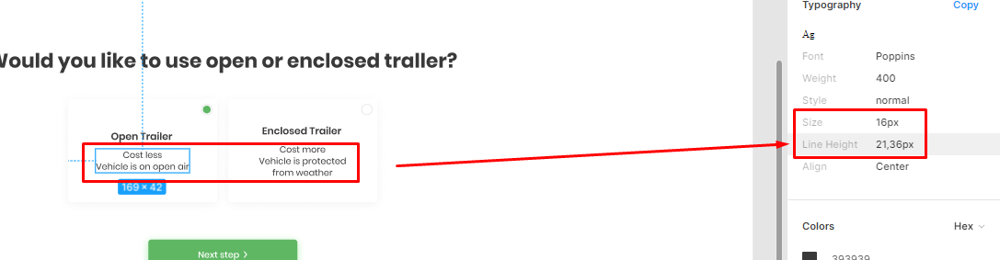 Typography Copy
Ag
Would you like to use open or enclosed traller?
Font Poppins
Weight 400
Style normal
Size 16px
Line Height 21,36px
Align Center
Open Trailer
Cost less
Vehicle is on open air
169 × 42
Enclosed Trailer
Cost more
Vehicle is protected
from weather
Next step
Colors Hex
393939